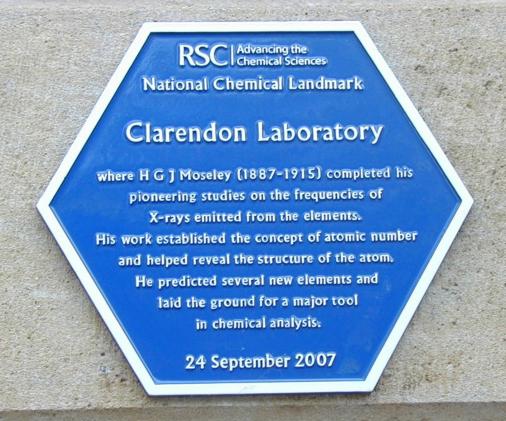 RSC Advancing the
Chemical Sciences
National Chemical Landmark
Clarendon Laboratory
where H G J Moseley (1887-1915) completed his
pioneering studies on the frequencies of
X-rays emitted from the elements.
His work established the concept of atomic number
and helped reveal the structure of the atom.
He predicted several new elements and
laid the ground for a major tool
in chemical analysis.
24 September 2007